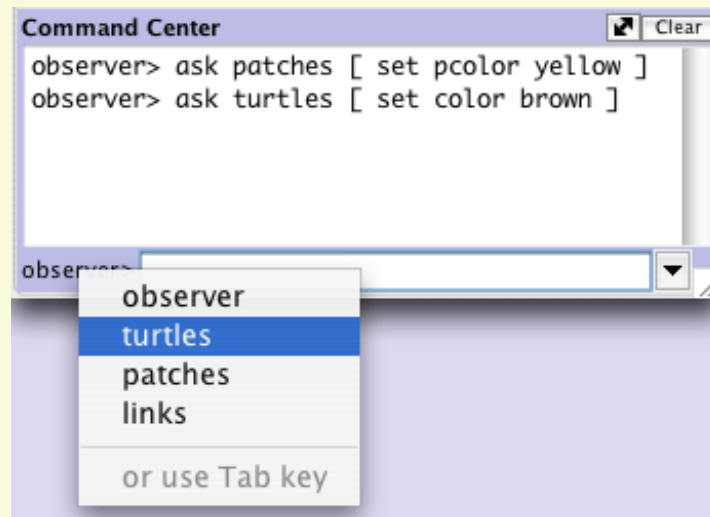 Command Center Clear
observer> ask patches [ set pcolor yellow ]
observer> ask turtles [ set color brown ]
observer>
observer
turtles
patches
links
or use Tab key